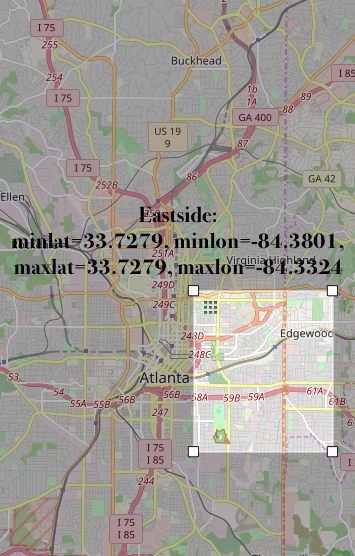 I 75
255
Buckhead
254
I 85
I 75
1b
1A
88
89
GA 400
US 19
9
87
I 75
86
GA 42
252B
Ellen
Eastside:
minlat=33.7279, minlon=-84.3801,
251A
Virginia Highland
maxlat=33.7279, maxlon=-84.3324
249D
249C
248D
Edgewood
248C
53
Atlanta
54
55A
55B
56B
56B
58A
59B
59A
61A
61B
247
I 75
I 85
I
244
I 75
I 85